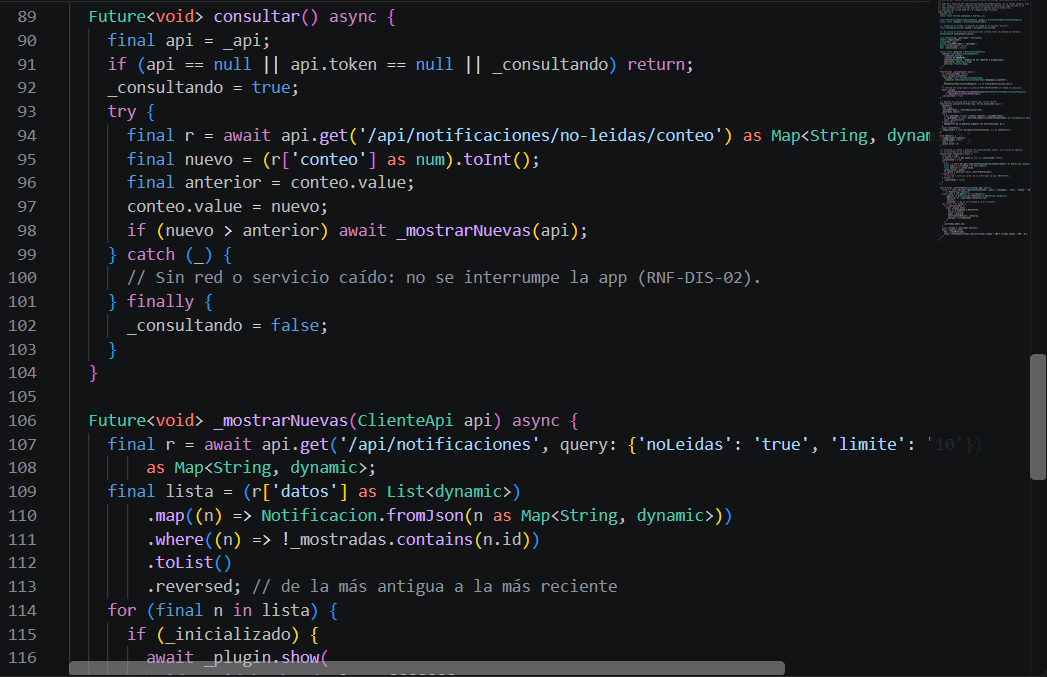 89 Future<void> consultar() async {
90 final api = _api;
91 if (api == null || api.token == null || _consultando) return;
92 _consultando = true;
93 try {
94 final r = await api.get('/api/notificaciones/no-leidas/conteo') as Map<String, dynam
95 final nuevo = (r['conteo'] as num).toInt();
96 final anterior = conteo.value;
97 conteo.value = nuevo;
98 if (nuevo > anterior) await _mostrarNuevas(api);
99 } catch (_) {
100 // Sin red o servicio caído: no se interrumpe la app (RNF-DIS-02).
101 } finally {
102 _consultando = false;
103 }
104 }
105
106 Future<void> _mostrarNuevas(ClienteApi api) async {
107 final r = await api.get('/api/notificaciones', query: {'noLeidas': 'true', 'limite': '10'})
108 as Map<String, dynamic>;
109 final lista = (r['datos'] as List<dynamic>)
110 .map((n) => Notificacion.fromJson(n as Map<String, dynamic>))
111 .where((n) => !_mostradas.contains(n.id))
112 .toList()
113 .reversed; // de la más antigua a la más reciente
114 for (final n in lista) {
115 if (_inicializado) {
116 await _plugin.show(